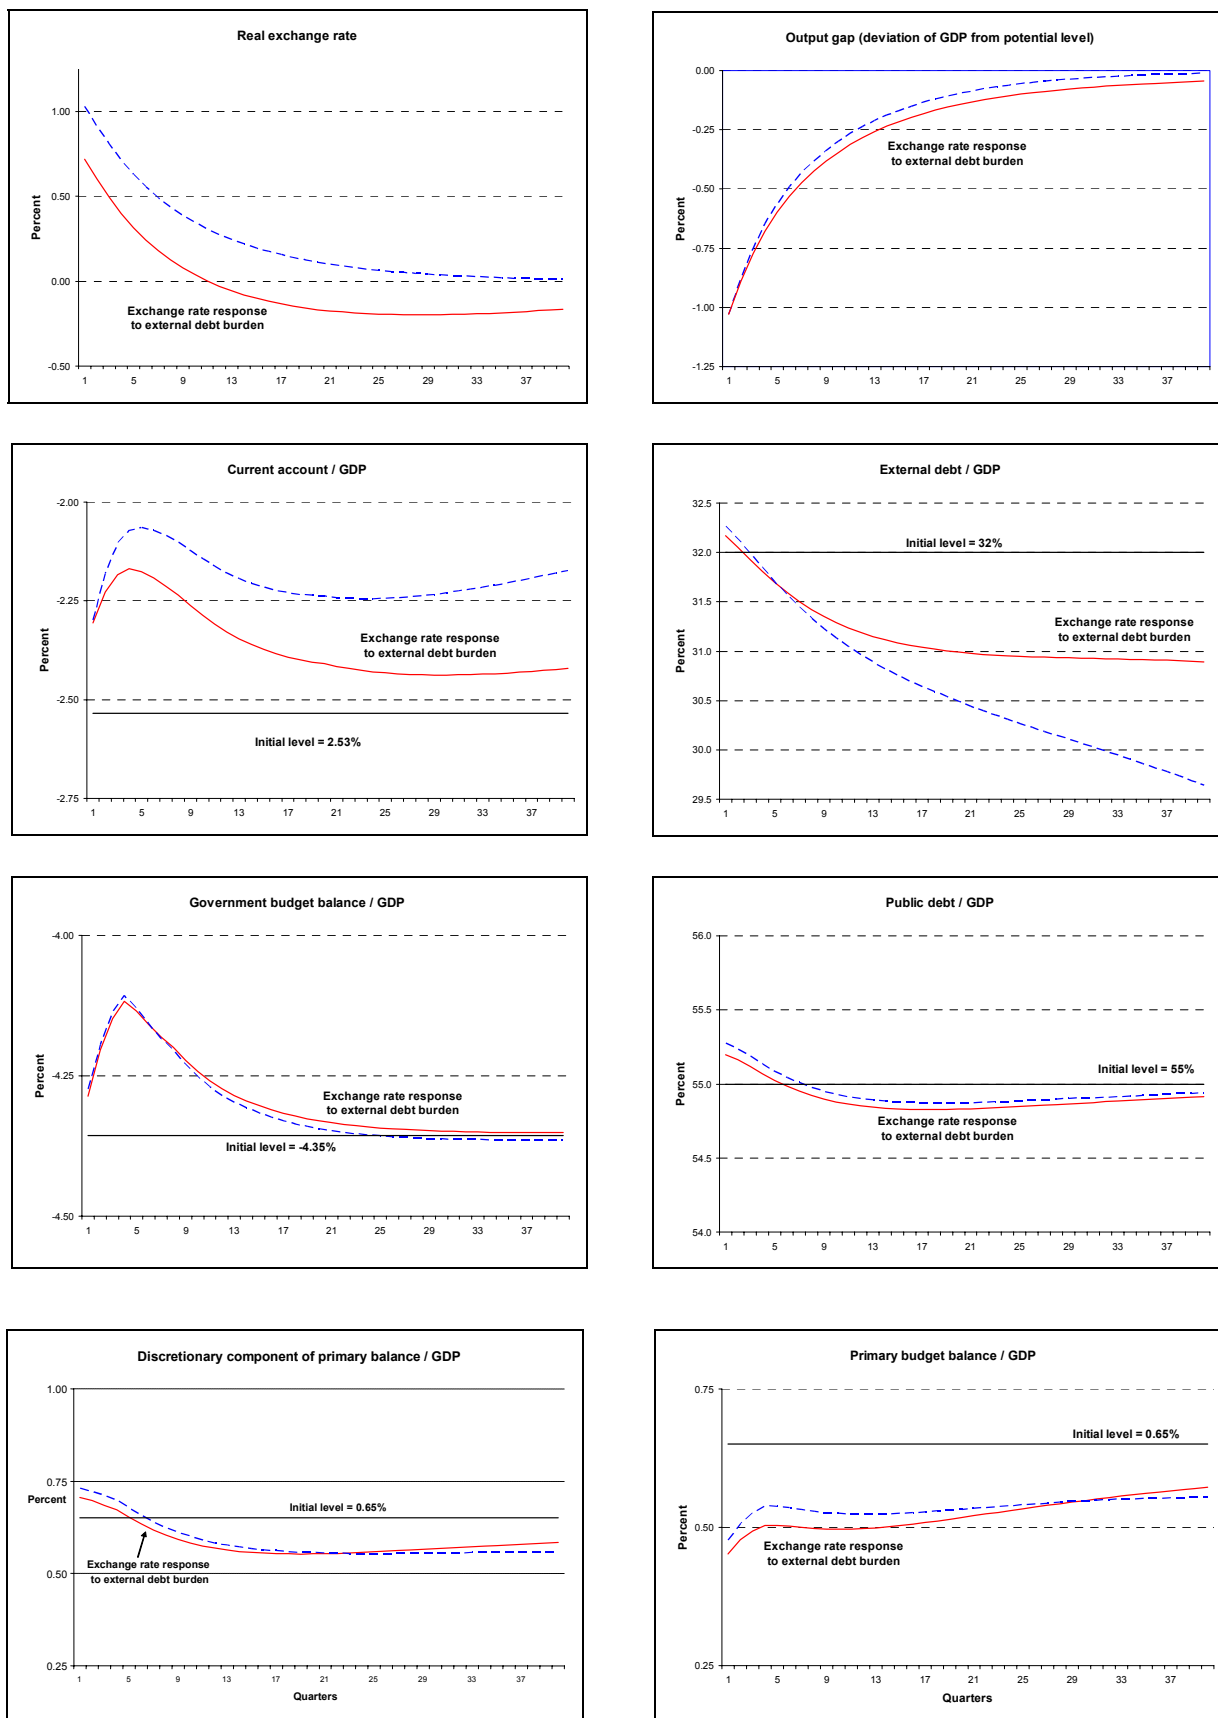 Real exchange rate
Percent
1.00
0.50
0.00
-0.50
Exchange rate response
to external debt burden
1 5 9 13 17 21 25 29 33 37
Output gap (deviation of GDP from potential level)
Percent
0.00
-0.25
-0.50
-0.75
-1.00
-1.25
Exchange rate response
to external debt burden
1 5 9 13 17 21 25 29 33 37
Current account / GDP
Percent
-2.00
-2.25
-2.50
-2.75
Exchange rate response
to external debt burden
Initial level = 2.53%
1 5 9 13 17 21 25 29 33 37
External debt / GDP
Percent
32.5
32.0
31.5
31.0
30.5
30.0
29.5
Initial level = 32%
Exchange rate response
to external debt burden
1 5 9 13 17 21 25 29 33 37
Government budget balance / GDP
Percent
-4.00
-4.25
-4.50
Exchange rate response
to external debt burden
Initial level = -4.35%
1 5 9 13 17 21 25 29 33 37
Public debt / GDP
Percent
56.0
55.5
55.0
54.5
54.0
Initial level = 55%
Exchange rate response
to external debt burden
1 5 9 13 17 21 25 29 33 37
Discretionary component of primary balance / GDP
1.00
0.75
Percent
0.50
0.25
Initial level = 0.65%
Exchange rate response
to external debt burden
1 5 9 13 17 21 25 29 33 37
Quarters
Primary budget balance / GDP
Percent
0.75
0.50
0.25
Initial level = 0.65%
Exchange rate response
to external debt burden
1 5 9 13 17 21 25 29 33 37
Quarters